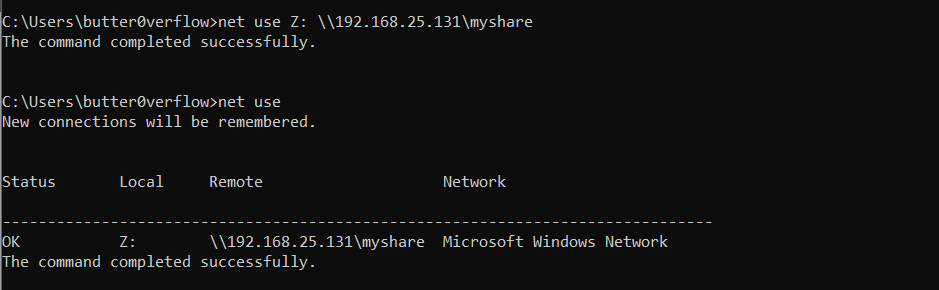 C:\Users\butter0verflow>net use Z: \\192.168.25.131\myshare
The command completed successfully.
C:\Users\butter0verflow>net use
New connections will be remembered.
Status Local Remote Network
-------------------------------------------------------------------------------
OK Z: \\192.168.25.131\myshare Microsoft Windows Network
The command completed successfully.